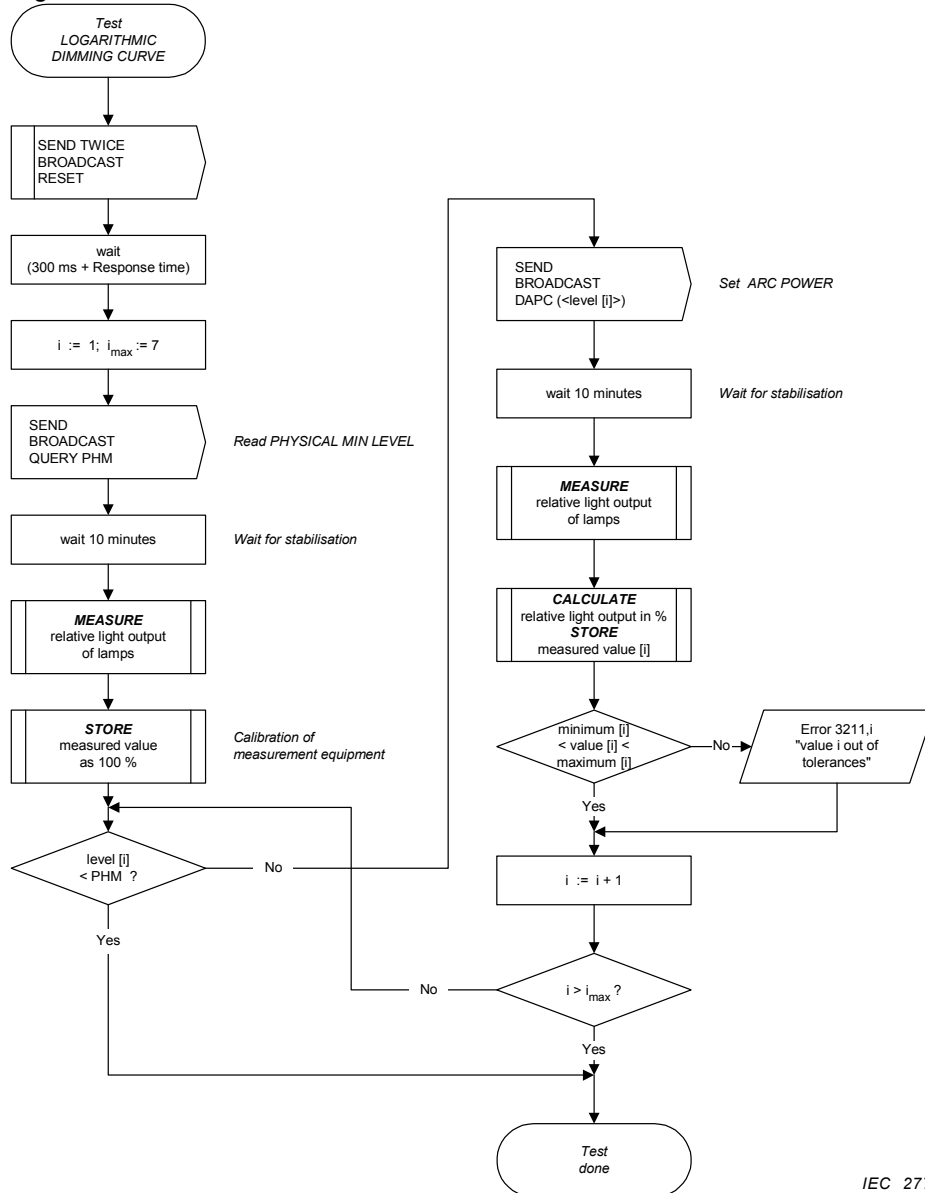 Test
LOGARITHMIC
DIMMING CURVE
SEND TWICE
BROADCAST
RESET
wait
(300 ms + Response time)
i := 1; imax := 7
SEND
BROADCAST
QUERY PHM
Read PHYSICAL MIN LEVEL
wait 10 minutes
Wait for stabilisation
MEASURE
relative light output
of lamps
STORE
measured value
as 100 %
Calibration of
measurement equipment
level [i]
< PHM ?
No
Yes
SEND
BROADCAST
DAPC (<level [i]>)
Set ARC POWER
wait 10 minutes
Wait for stabilisation
MEASURE
relative light output
of lamps
CALCULATE
relative light output in %
STORE
measured value [i]
minimum [i]
< value [i] <
maximum [i]
No
Error 3211,i
"value i out of
tolerances"
Yes
i := i + 1
i > imax ?
No
Yes
Test
done
IEC 277